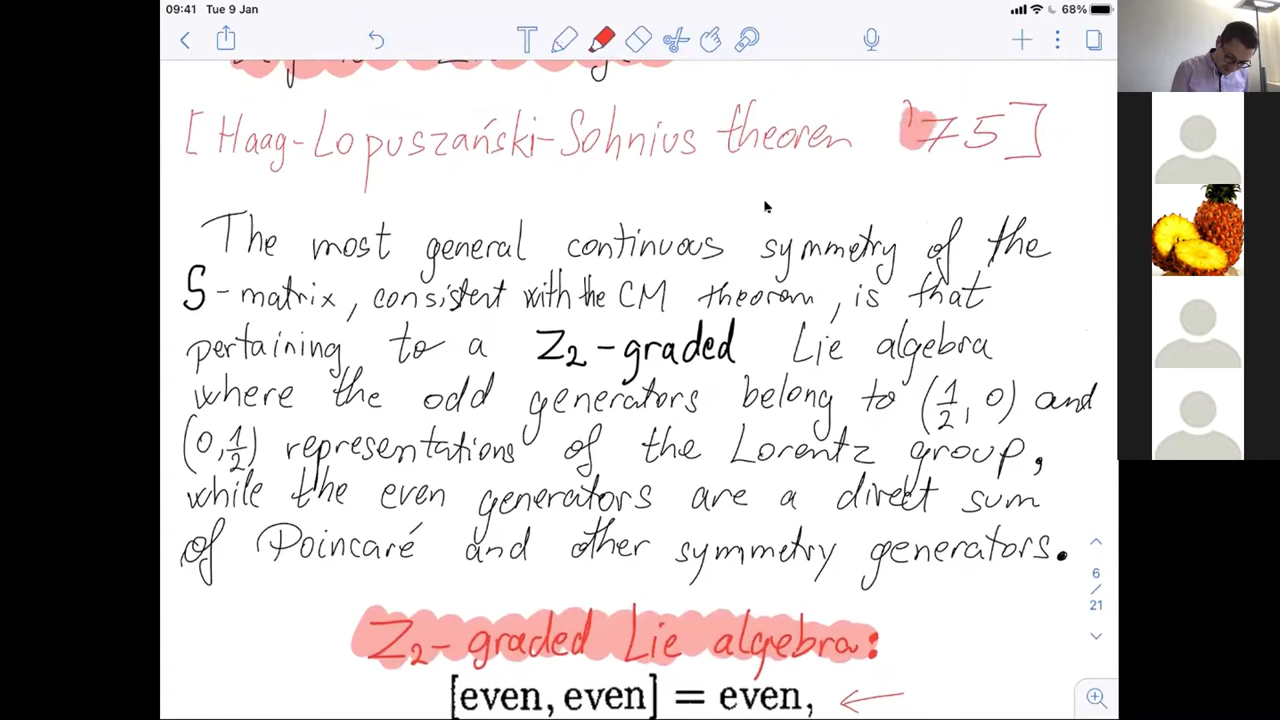 09:41 Tue 9 Jan
68%
[Haag-Lopuszański-Sohnius theorem '75]
The most general continuous symmetry of the
S-matrix, consistent with the CM theorem, is that
pertaining to a Z₂-graded Lie algebra
where the odd generators belong to (1/2, 0) and
(0, 1/2) representations of the Lorentz group,
while the even generators are a direct sum
of Poincaré and other symmetry generators.
Z₂-graded Lie algebra:
[even, even] = even,
6
/
21